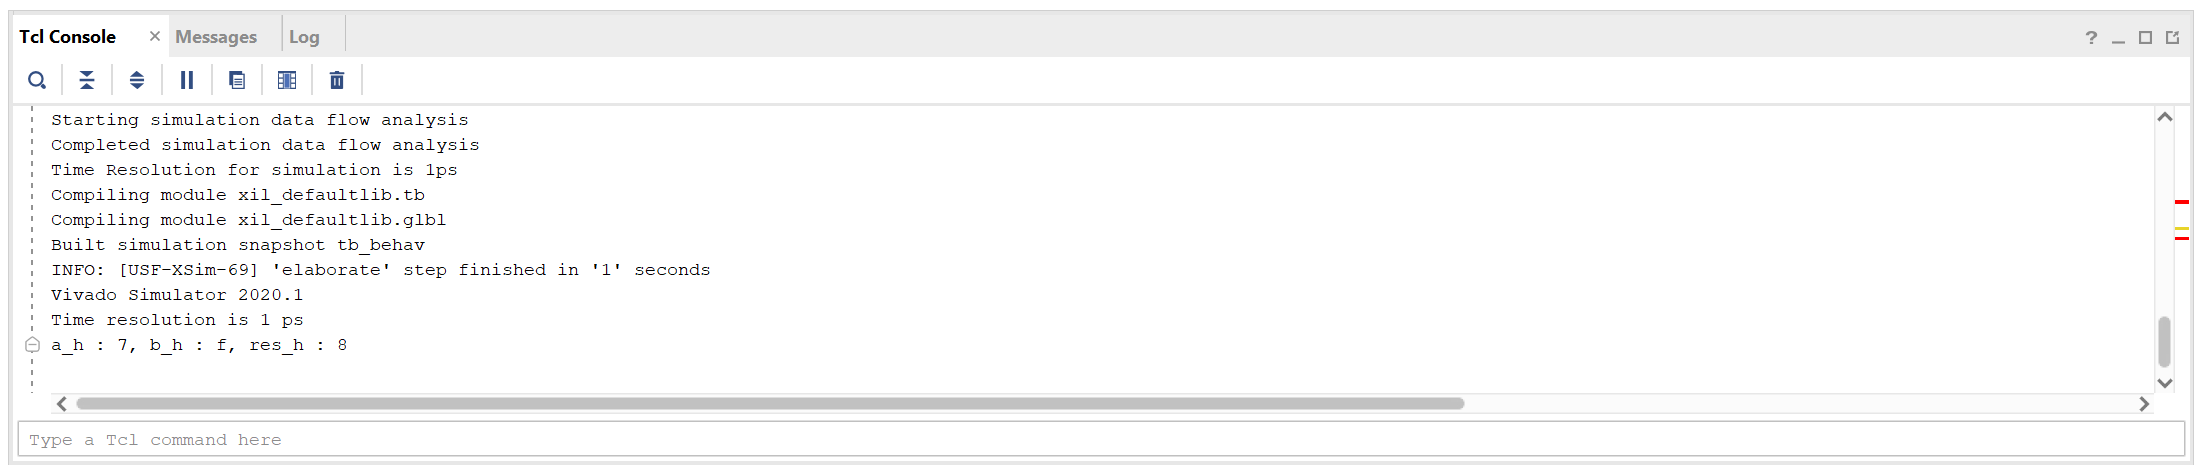 Tcl Console × Messages Log ?
Starting simulation data flow analysis
Completed simulation data flow analysis
Time Resolution for simulation is 1ps
Compiling module xil_defaultlib.tb
Compiling module xil_defaultlib.glbl
Built simulation snapshot tb_behav
INFO: [USF-XSim-69] 'elaborate' step finished in '1' seconds
Vivado Simulator 2020.1
Time resolution is 1 ps
a_h : 7, b_h : f, res_h : 8
Type a Tcl command here